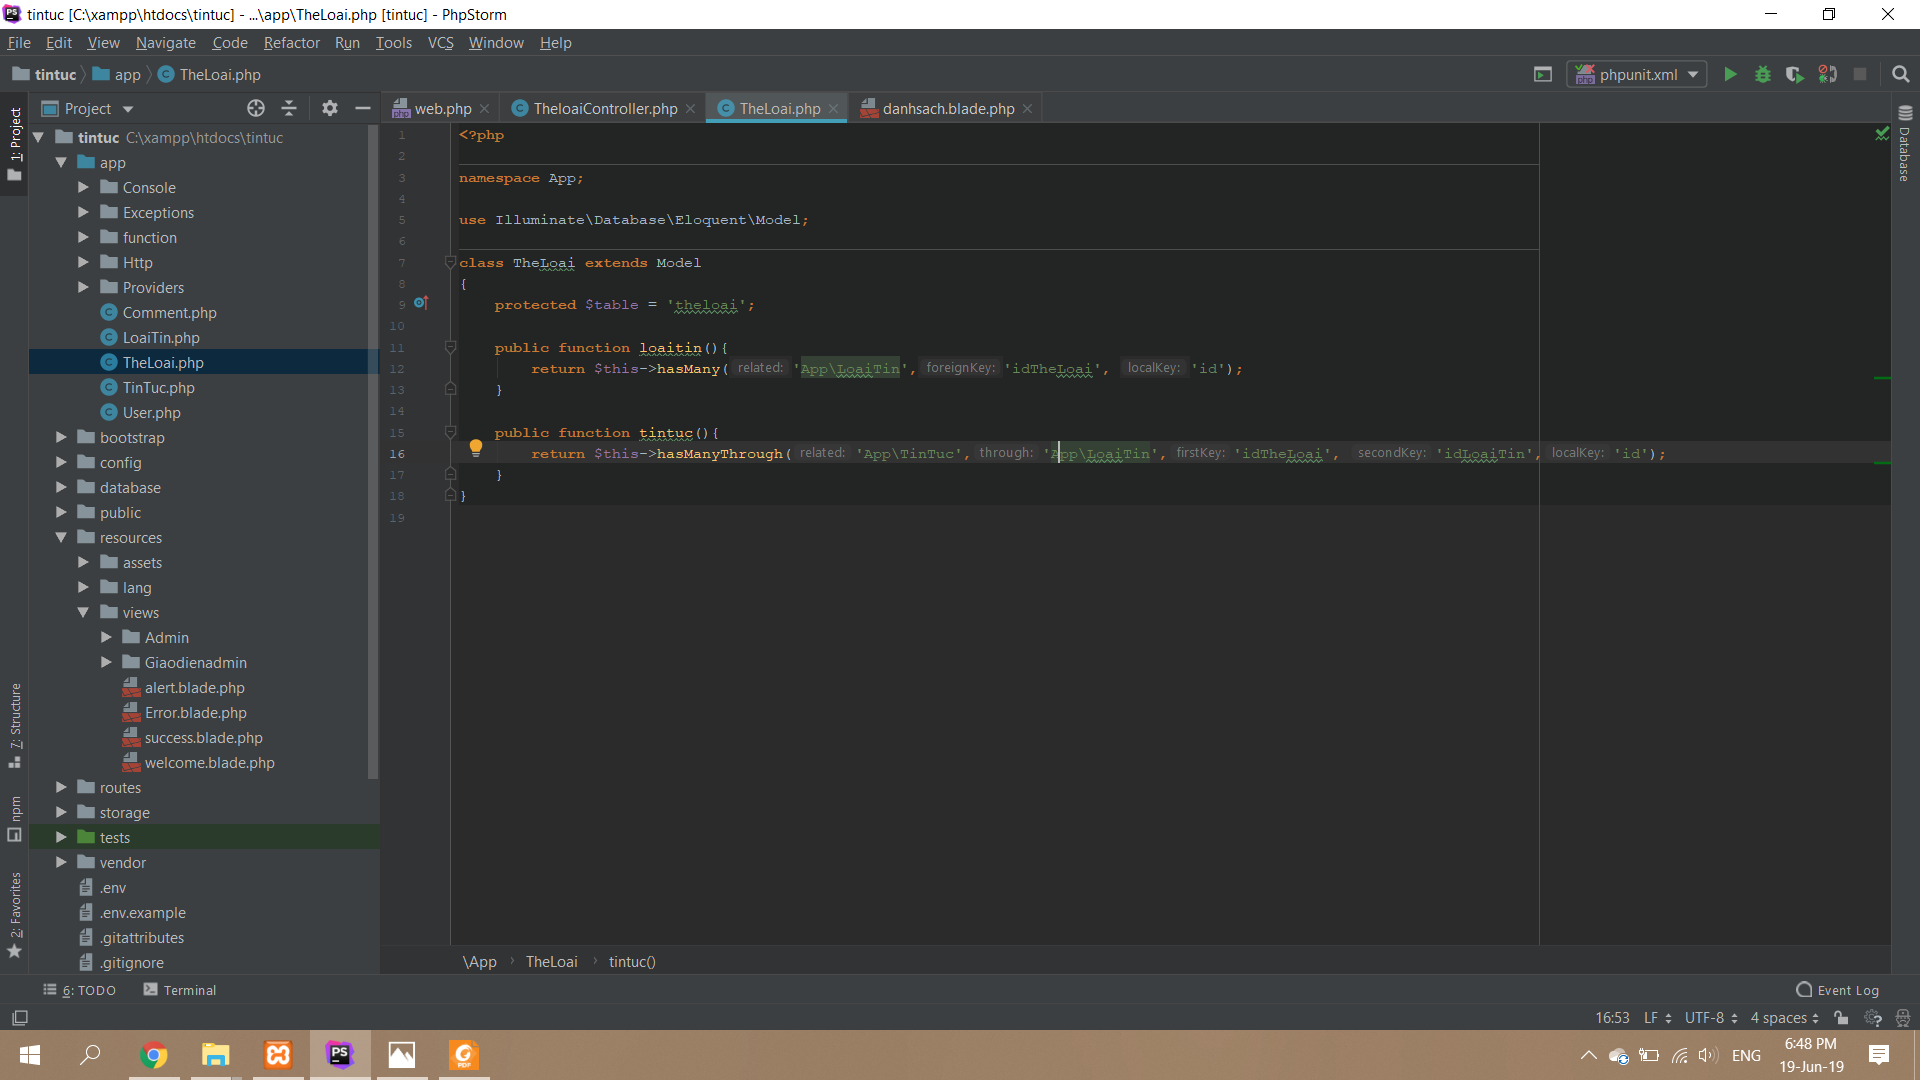 tintuc [C:\xampp\htdocs\tintuc] - ...\app\TheLoai.php [tintuc] - PhpStorm
File Edit View Navigate Code Refactor Run Tools VCS Window Help
tintuc app TheLoai.php
phpunit.xml
Project
web.php TheloaiController.php TheLoai.php danhsach.blade.php
1: Project
7: Structure
npm
2: Favorites
Database
tintuc C:\xampp\htdocs\tintuc
app
Console
Exceptions
function
Http
Providers
Comment.php
LoaiTin.php
TheLoai.php
TinTuc.php
User.php
bootstrap
config
database
public
resources
assets
lang
views
Admin
Giaodienadmin
alert.blade.php
Error.blade.php
success.blade.php
welcome.blade.php
routes
storage
tests
vendor
.env
.env.example
.gitattributes
.gitignore
1 <?php
2
3 namespace App;
4
5 use Illuminate\Database\Eloquent\Model;
6
7 class TheLoai extends Model
8 {
9 protected $table = 'theloai';
10
11 public function loaitin(){
12 return $this->hasMany( related: 'App\LoaiTin', foreignKey: 'idTheLoai', localKey: 'id');
13 }
14
15 public function tintuc(){
16 return $this->hasManyThrough( related: 'App\TinTuc', through: 'App\LoaiTin', firstKey: 'idTheLoai', secondKey: 'idLoaiTin', localKey: 'id');
17 }
18 }
19
\App TheLoai tintuc()
6: TODO Terminal Event Log
16:53 LF UTF-8 4 spaces
PS PDF ENG 6:48 PM
19-Jun-19